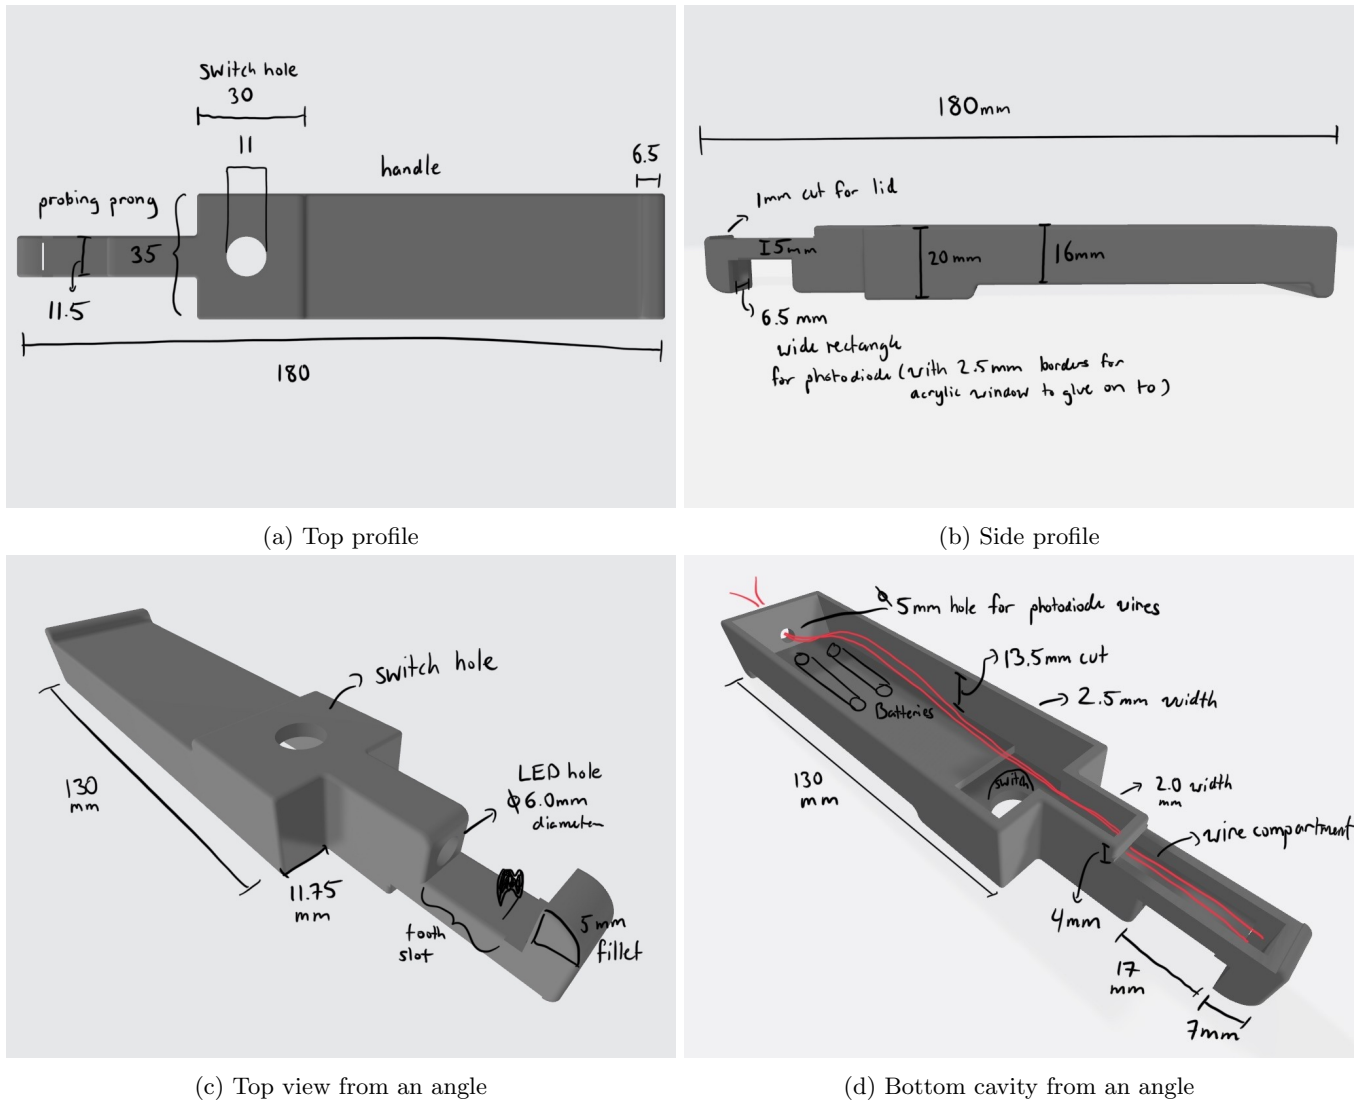 switch hole
30
11
handle
6.5
probing prong
35
11.5
180
(a) Top profile
180mm
1mm cut for lid
5mm
20mm
16mm
6.5 mm
wide rectangle
for photodiode (with 2.5mm borders for
acrylic window to glue on to)
(b) Side profile
switch hole
130
mm
LED hole
ϕ6.0mm
diameter
11.75
mm
tooth
slot
5mm
fillet
(c) Top view from an angle
ϕ5mm hole for photodiode wires
13.5mm cut
2.5mm width
Batteries
130
mm
switch
2.0 width
mm
wire compartment
4mm
17
mm
7mm
(d) Bottom cavity from an angle